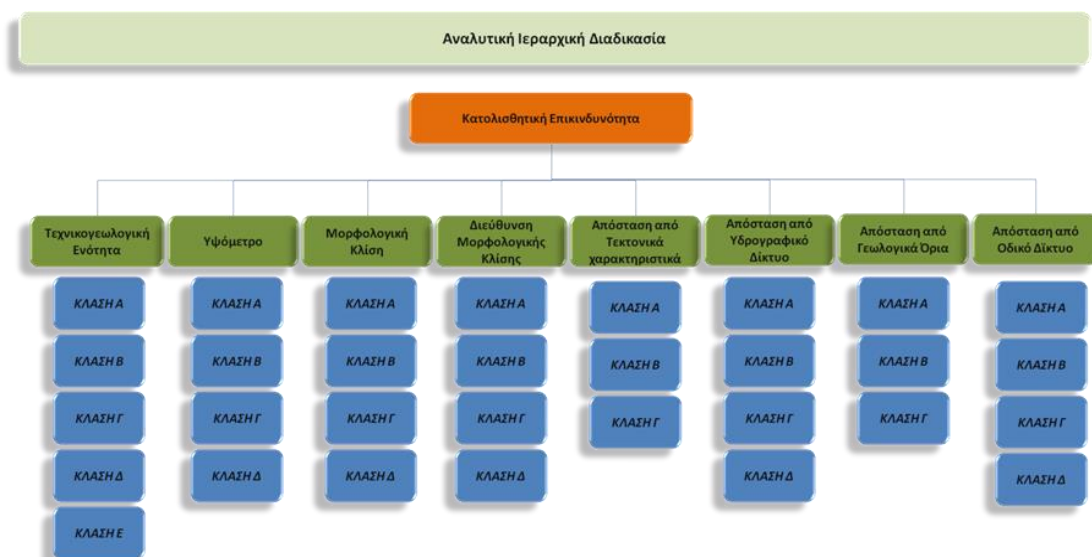 Αναλυτική Ιεραρχική Διαδικασία
Κατολισθητική Επικινδυνότητα
Τεχνικογεωλογική
Ενότητα
Υψόμετρο
Μορφολογική
Κλίση
Διεύθυνση
Μορφολογικής
Κλίσης
Απόσταση από
Τεκτονικά
χαρακτηριστικά
Απόσταση από
Υδρογραφικό
Δίκτυο
Απόσταση από
Γεωλογικά Όρια
Απόσταση από
Οδικό Δίκτυο
ΚΛΑΣΗ Α
ΚΛΑΣΗ Β
ΚΛΑΣΗ Γ
ΚΛΑΣΗ Δ
ΚΛΑΣΗ Ε
ΚΛΑΣΗ Α
ΚΛΑΣΗ Β
ΚΛΑΣΗ Γ
ΚΛΑΣΗ Δ
ΚΛΑΣΗ Α
ΚΛΑΣΗ Β
ΚΛΑΣΗ Γ
ΚΛΑΣΗ Δ
ΚΛΑΣΗ Α
ΚΛΑΣΗ Β
ΚΛΑΣΗ Γ
ΚΛΑΣΗ Δ
ΚΛΑΣΗ Α
ΚΛΑΣΗ Β
ΚΛΑΣΗ Γ
ΚΛΑΣΗ Α
ΚΛΑΣΗ Β
ΚΛΑΣΗ Γ
ΚΛΑΣΗ Δ
ΚΛΑΣΗ Α
ΚΛΑΣΗ Β
ΚΛΑΣΗ Γ
ΚΛΑΣΗ Α
ΚΛΑΣΗ Β
ΚΛΑΣΗ Γ
ΚΛΑΣΗ Δ